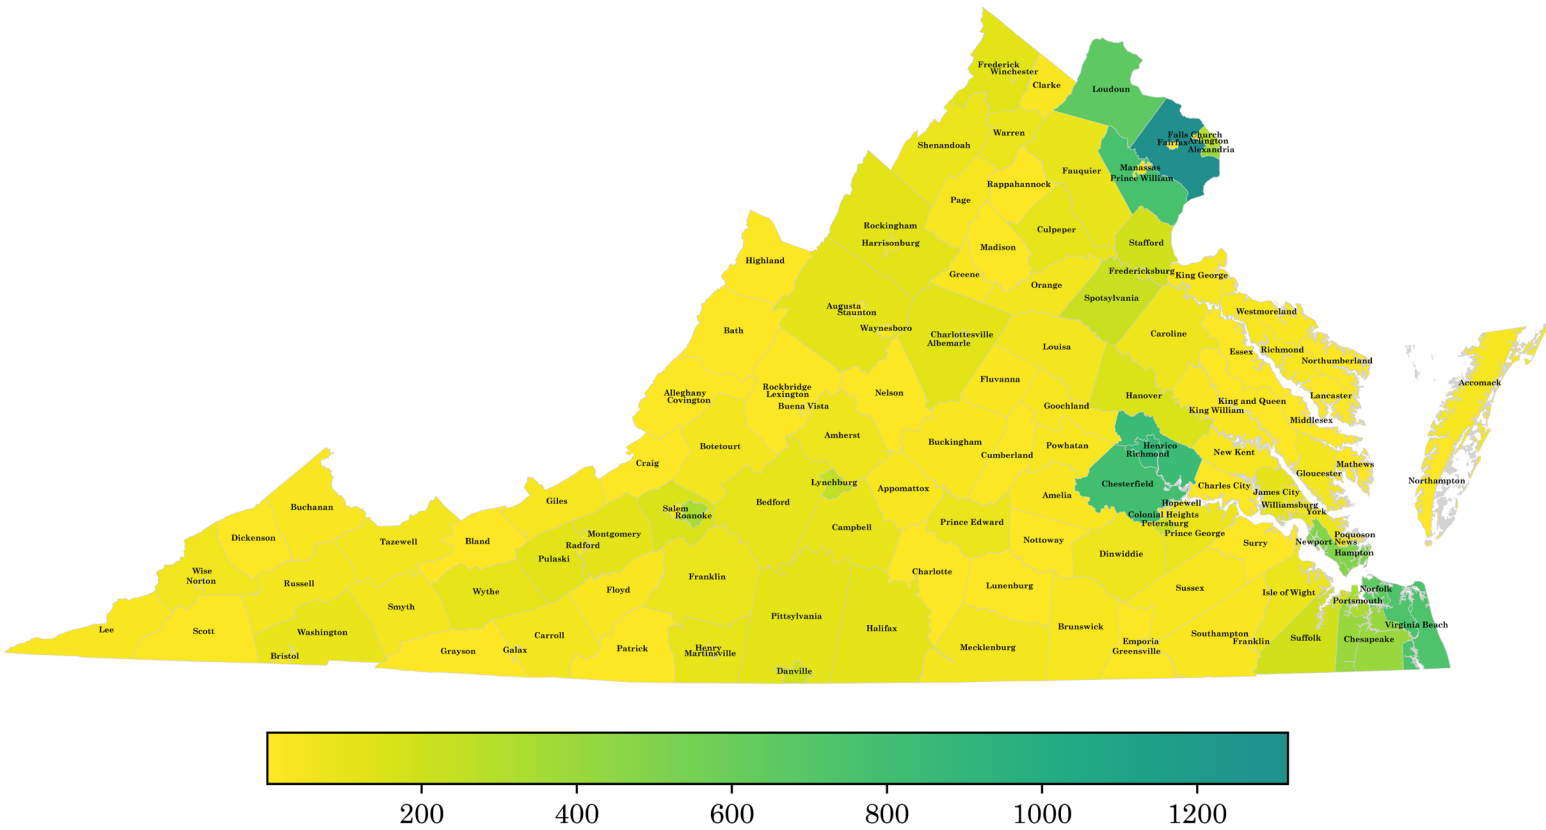 Frederick
Winchester
Clarke
Loudoun
Warren
Shenandoah
Falls Church
Fairfax
Arlington
Alexandria
Manassas
Prince William
Fauquier
Rappahannock
Page
Rockingham
Harrisonburg
Culpeper
Madison
Stafford
Highland
Greene
Fredericksburg
King George
Orange
Spotsylvania
Augusta
Staunton
Waynesboro
Westmoreland
Bath
Charlottesville
Albemarle
Caroline
Louisa
Essex
Richmond
Northumberland
Accomack
Fluvanna
Rockbridge
Lexington
Buena Vista
Nelson
Alleghany
Covington
Hanover
Lancaster
King and Queen
King William
Goochland
Middlesex
Amherst
Buckingham
Botetourt
Powhatan
Henrico
Richmond
Cumberland
New Kent
Craig
Mathews
Gloucester
Northampton
Lynchburg
Chesterfield
Charles City
Appomattox
James City
Amelia
Giles
Bedford
Hopewell
Williamsburg
Buchanan
Salem
Roanoke
Colonial Heights
York
Petersburg
Prince Edward
Campbell
Prince George
Montgomery
Poquoson
Dickenson
Tazewell
Bland
Radford
Nottoway
Surry
Newport News
Hampton
Pulaski
Dinwiddie
Wise
Norton
Charlotte
Franklin
Russell
Lunenburg
Sussex
Norfolk
Wythe
Floyd
Isle of Wight
Portsmouth
Smyth
Pittsylvania
Virginia Beach
Lee
Scott
Washington
Halifax
Brunswick
Carroll
Southampton
Franklin
Suffolk
Chesapeake
Emporia
Greensville
Patrick
Henry
Martinsville
Mecklenburg
Grayson
Galax
Bristol
Danville
200 400 600 800 1000 1200